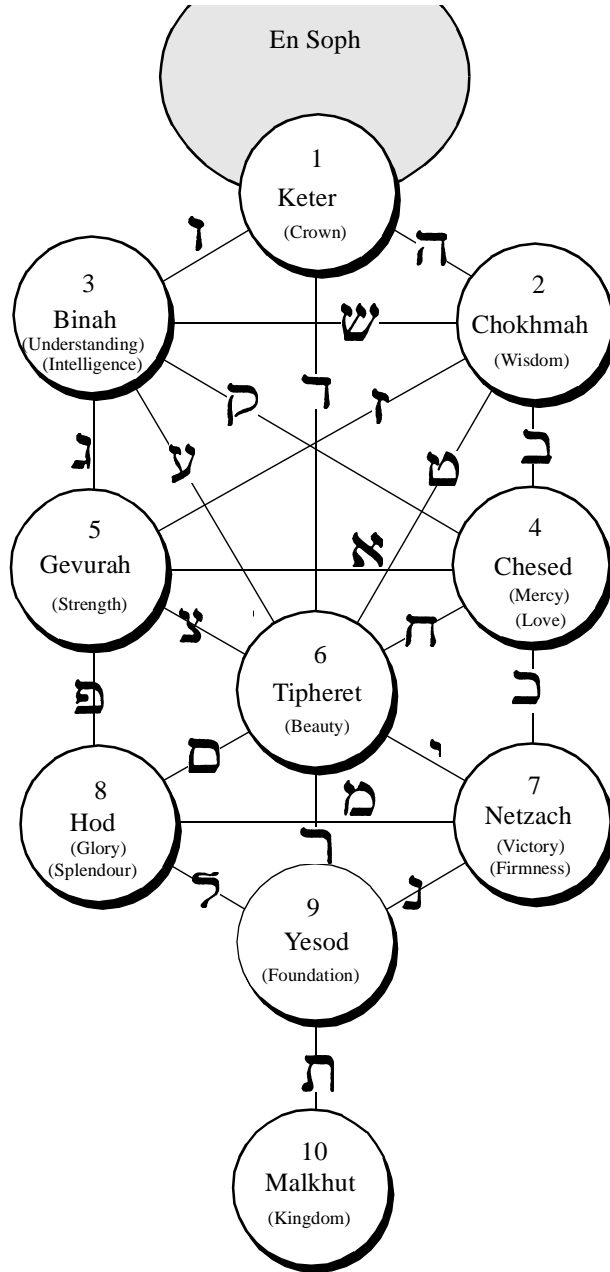 En Soph
1
Keter
(Crown)
ו
ה
3
Binah
(Understanding)
(Intelligence)
2
Chokhmah
(Wisdom)
ש
ק
ד
ז
ג
ע
ט
ב
5
Gevurah
(Strength)
א
4
Chesed
(Mercy)
(Love)
צ
ח
6
Tipheret
(Beauty)
פ
כ
ס
י
8
Hod
(Glory)
(Splendour)
מ
ר
7
Netzach
(Victory)
(Firmness)
ל
נ
9
Yesod
(Foundation)
ת
10
Malkhut
(Kingdom)